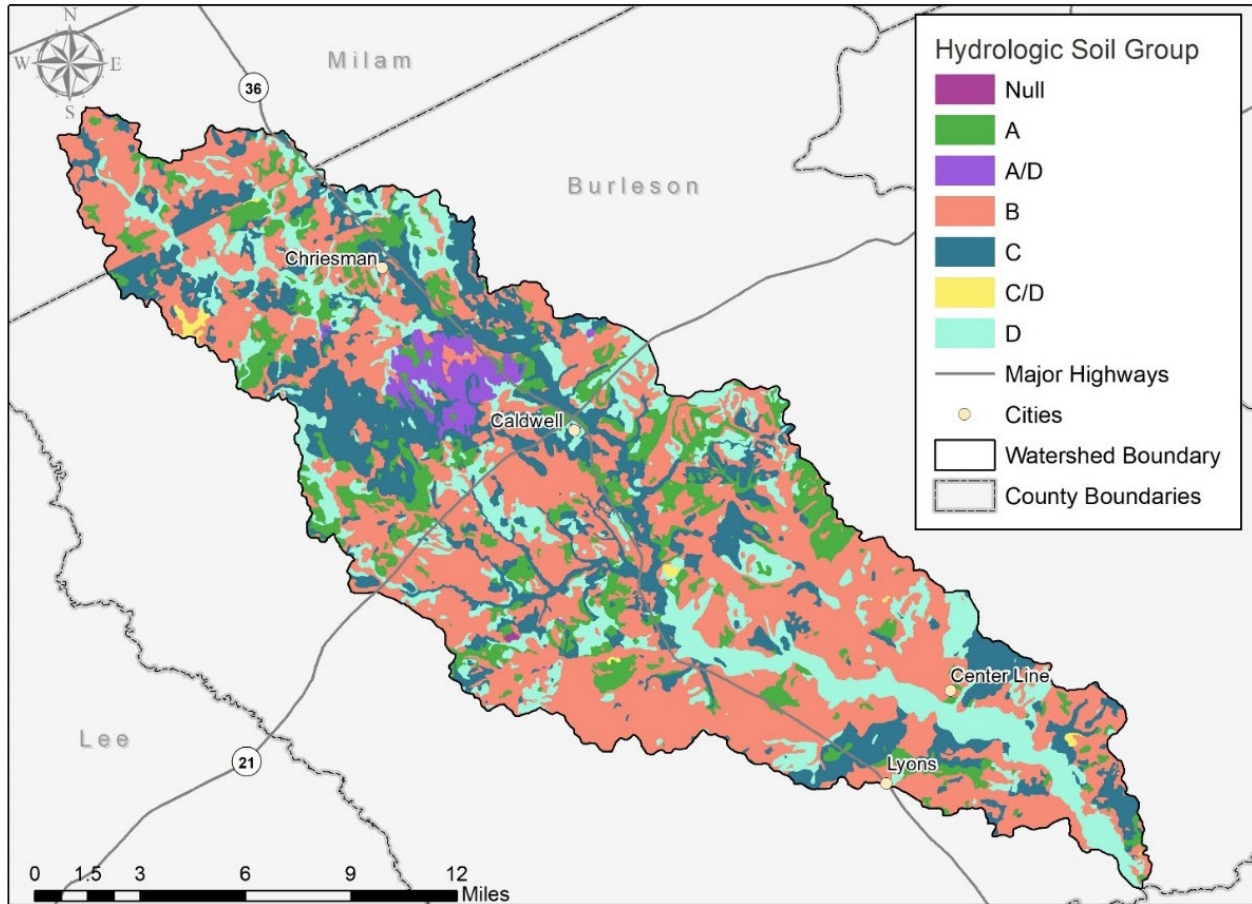 N
W E
S
Milam
36
Burleson
Chriesman
Caldwell
Center Line
Lyons
Lee
21
0 1.5 3 6 9 12
Miles
Hydrologic Soil Group
Null
A
A/D
B
C
C/D
D
Major Highways
Cities
Watershed Boundary
County Boundaries